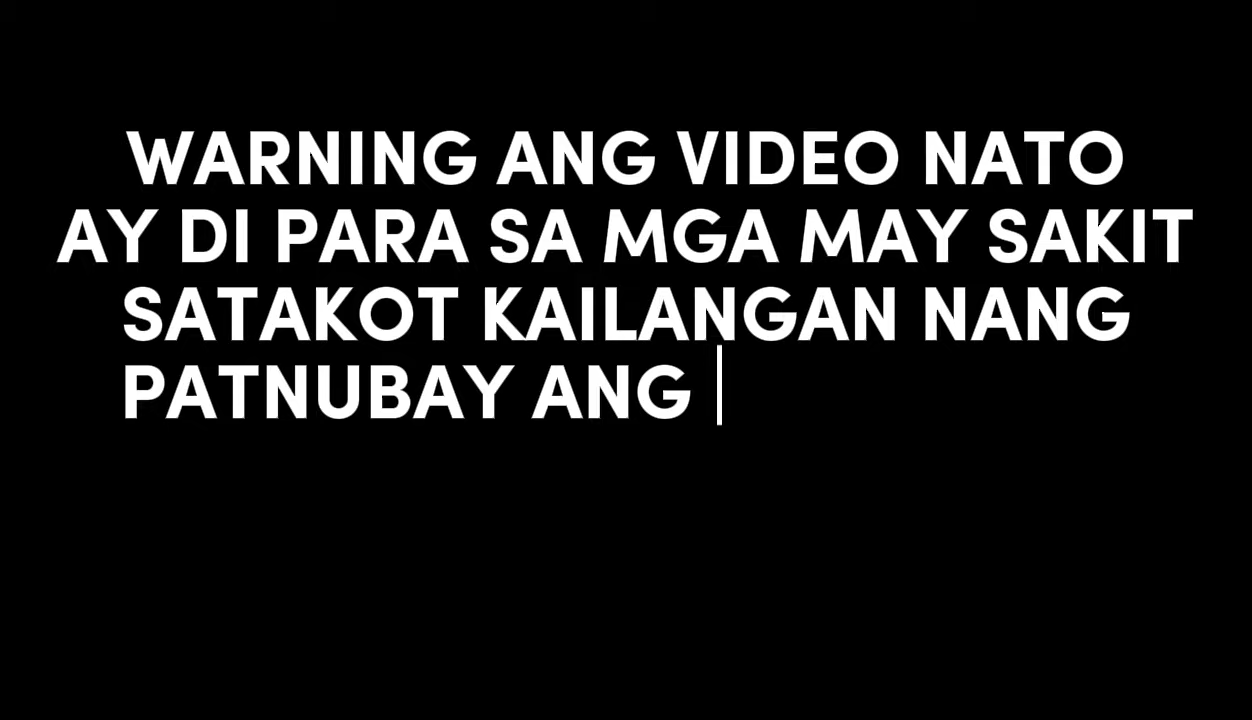 WARNING ANG VIDEO NATO
AY DI PARA SA MGA MAY SAKIT
SATAKOT KAILANGAN NANG
PATNUBAY ANG